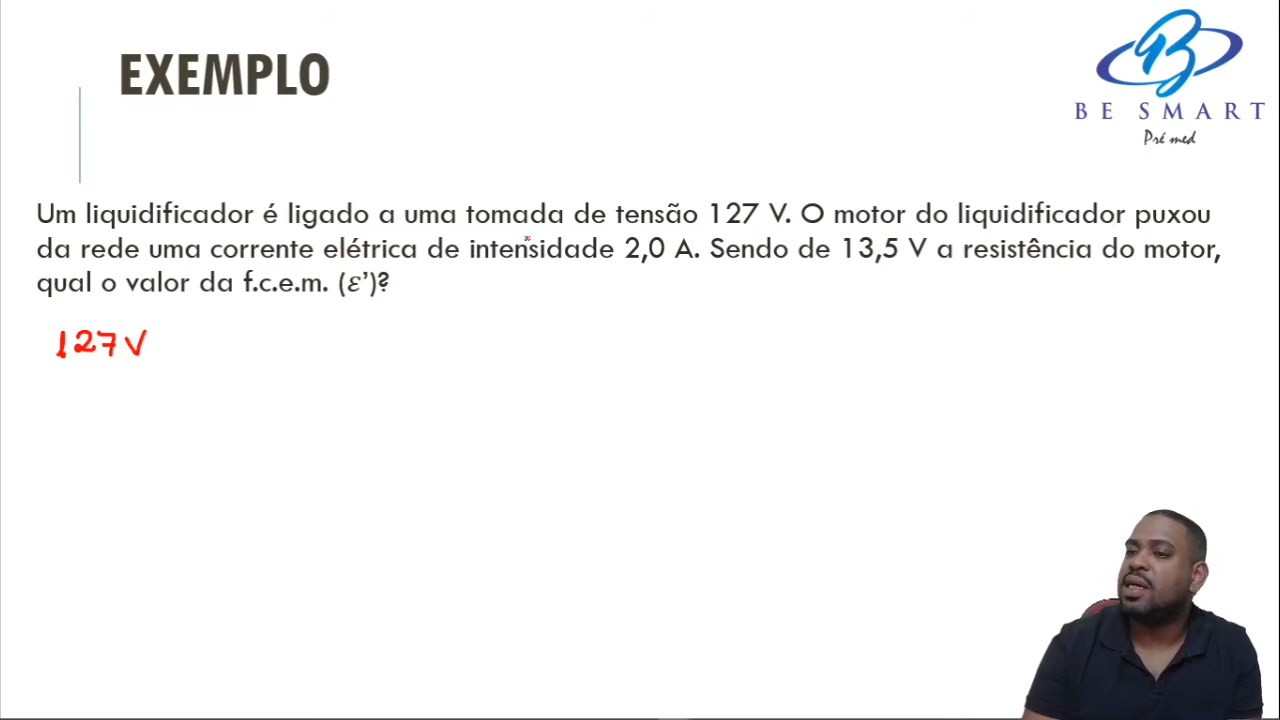 EXEMPLO
BE SMART
Pré med
Um liquidificador é ligado a uma tomada de tensão 127 V. O motor do liquidificador puxou
da rede uma corrente elétrica de intensidade 2,0 A. Sendo de 13,5 V a resistência do motor,
qual o valor da f.c.e.m. (ε’)?
127 V